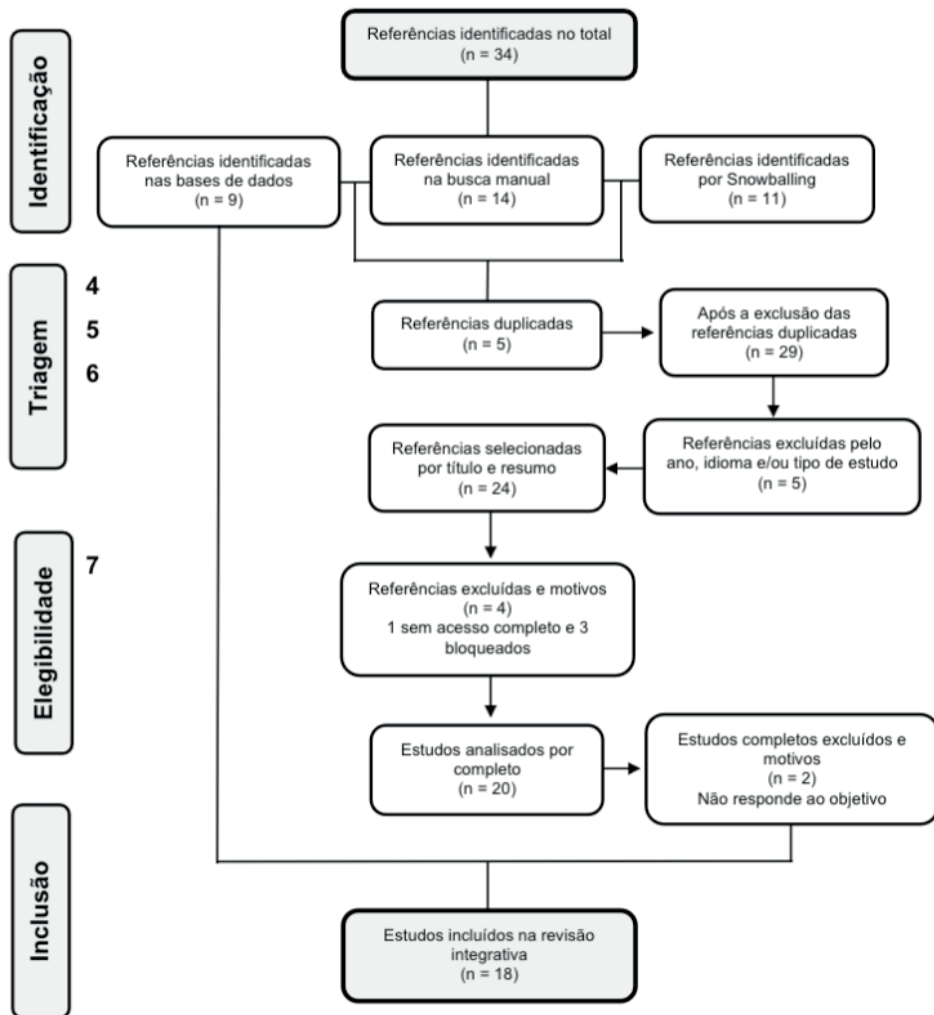 Identificação
Referências identificadas no total
(n = 34)
Referências identificadas
nas bases de dados
(n = 9)
Referências identificadas
na busca manual
(n = 14)
Referências identificadas
por Snowballing
(n = 11)
Triagem
4
5
6
Referências duplicadas
(n = 5)
Após a exclusão das
referências duplicadas
(n = 29)
Referências selecionadas
por título e resumo
(n = 24)
Referências excluídas pelo
ano, idioma e/ou tipo de estudo
(n = 5)
Elegibilidade
7
Referências excluídas e motivos
(n = 4)
1 sem acesso completo e 3
bloqueados
Estudos analisados por
completo
(n = 20)
Estudos completos excluídos e
motivos
(n = 2)
Não responde ao objetivo
Inclusão
Estudos incluídos na revisão
integrativa
(n = 18)